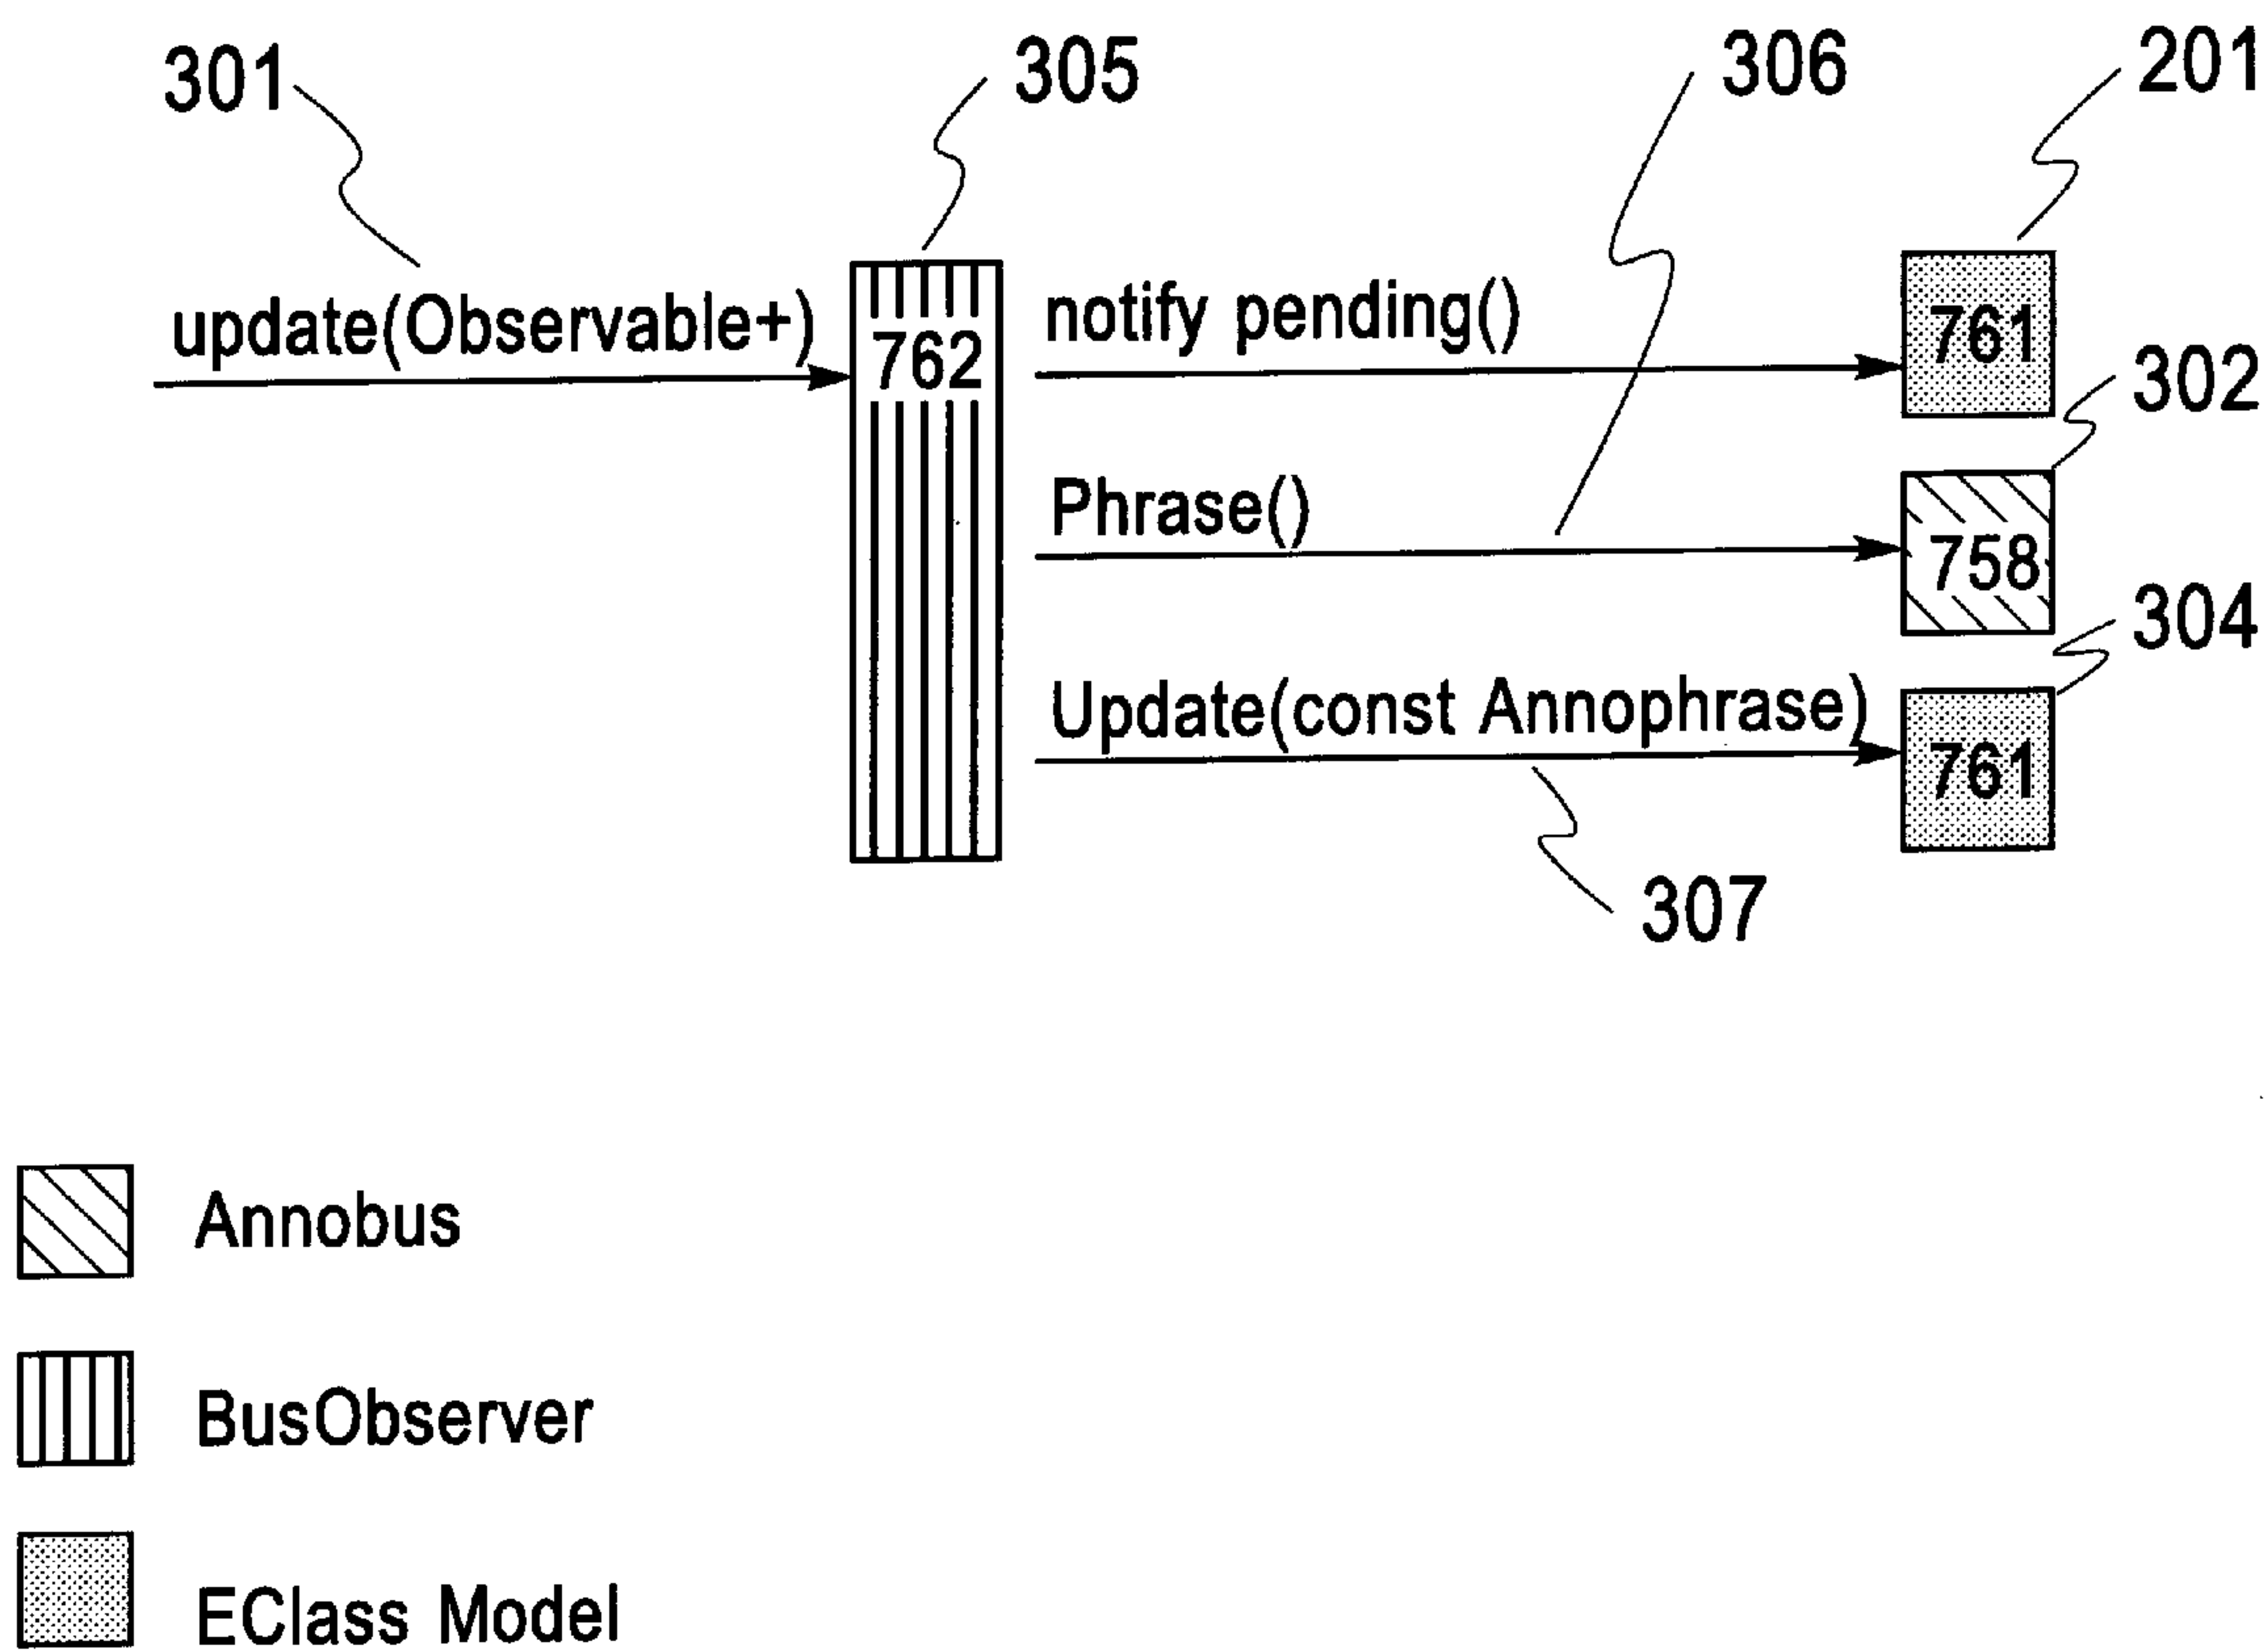 301
305
306
201
update(Observable+)
762
notify pending()
761
302
Phrase()
758
304
Update(const Annophrase)
761
307
Annobus
BusObserver
EClass Model